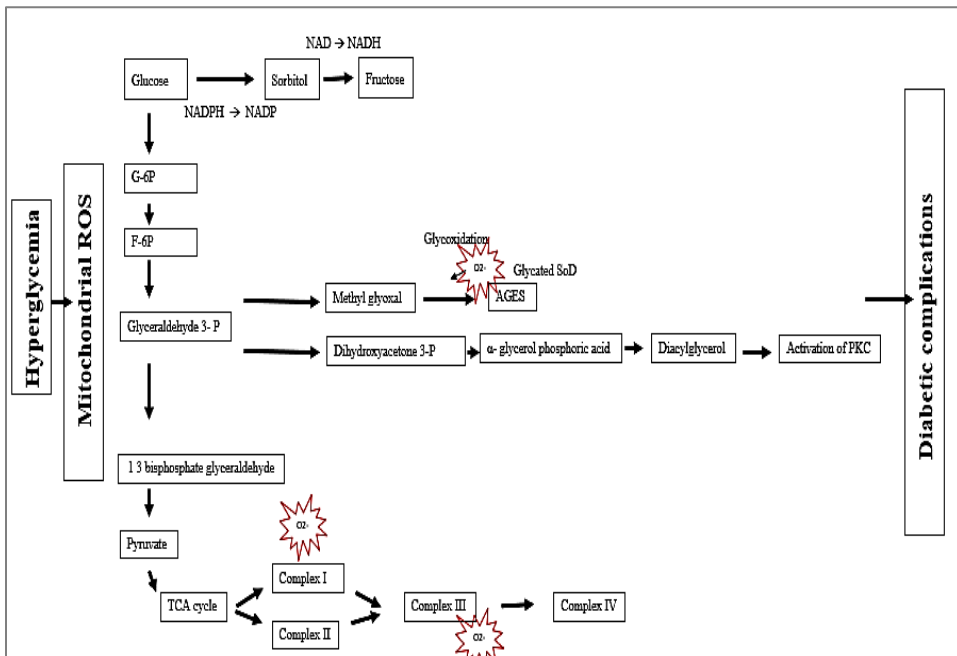 NAD → NADH
Glucose
Sorbitol
Fructose
NADPH → NADP
G-6P
F-6P
Hyperglycemia
Mitochondrial ROS
Glycoxidation
O2-
Glycated SoD
Methyl glyoxal
AGES
Glyceraldehyde 3- P
Dihydroxyacetone 3-P
α- glycerol phosphoric acid
Diacylglycerol
Activation of PKC
Diabetic complications
1 3 bisphosphate glyceraldehyde
O2-
Pyruvate
Complex I
TCA cycle
Complex III
Complex IV
Complex II
O2-